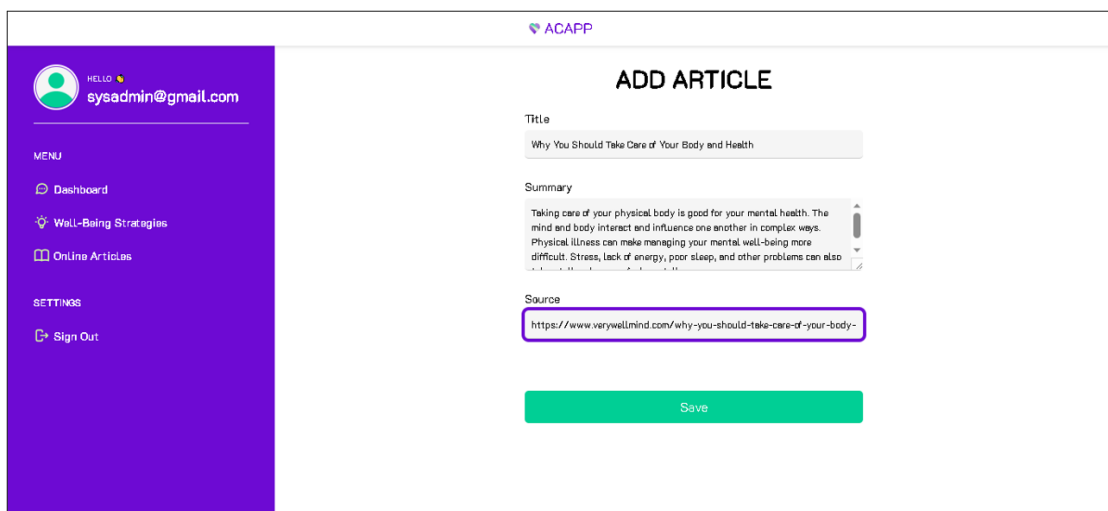 ACAPP
HELLO 👋
sysadmin@gmail.com
MENU
Dashboard
Well-Being Strategies
Online Articles
SETTINGS
Sign Out
ADD ARTICLE
Title
Why You Should Take Care of Your Body and Health
Summary
Taking care of your physical body is good for your mental health. The
mind and body interact and influence one another in complex ways.
Physical illness can make managing your mental well-being more
difficult. Stress, lack of energy, poor sleep, and other problems can also
Source
https://www.verywellmind.com/why-you-should-take-care-of-your-body-
Save